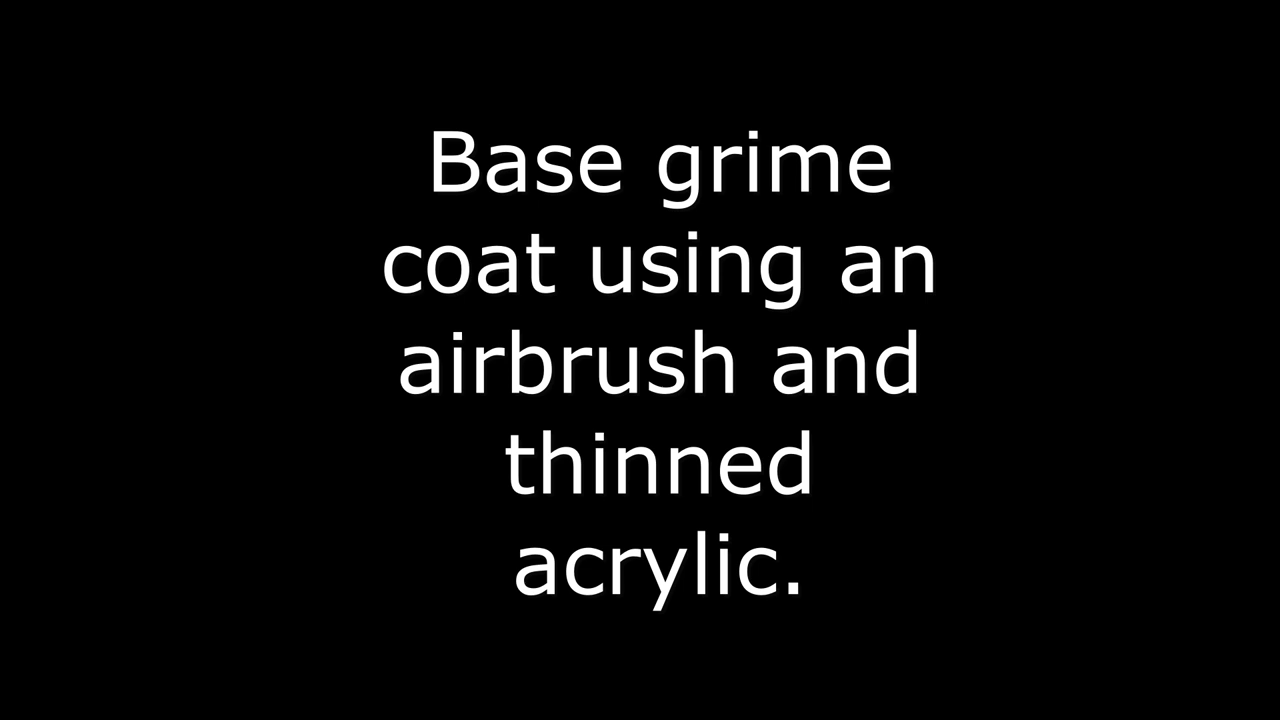 Base grime
coat using an
airbrush and
thinned
acrylic.